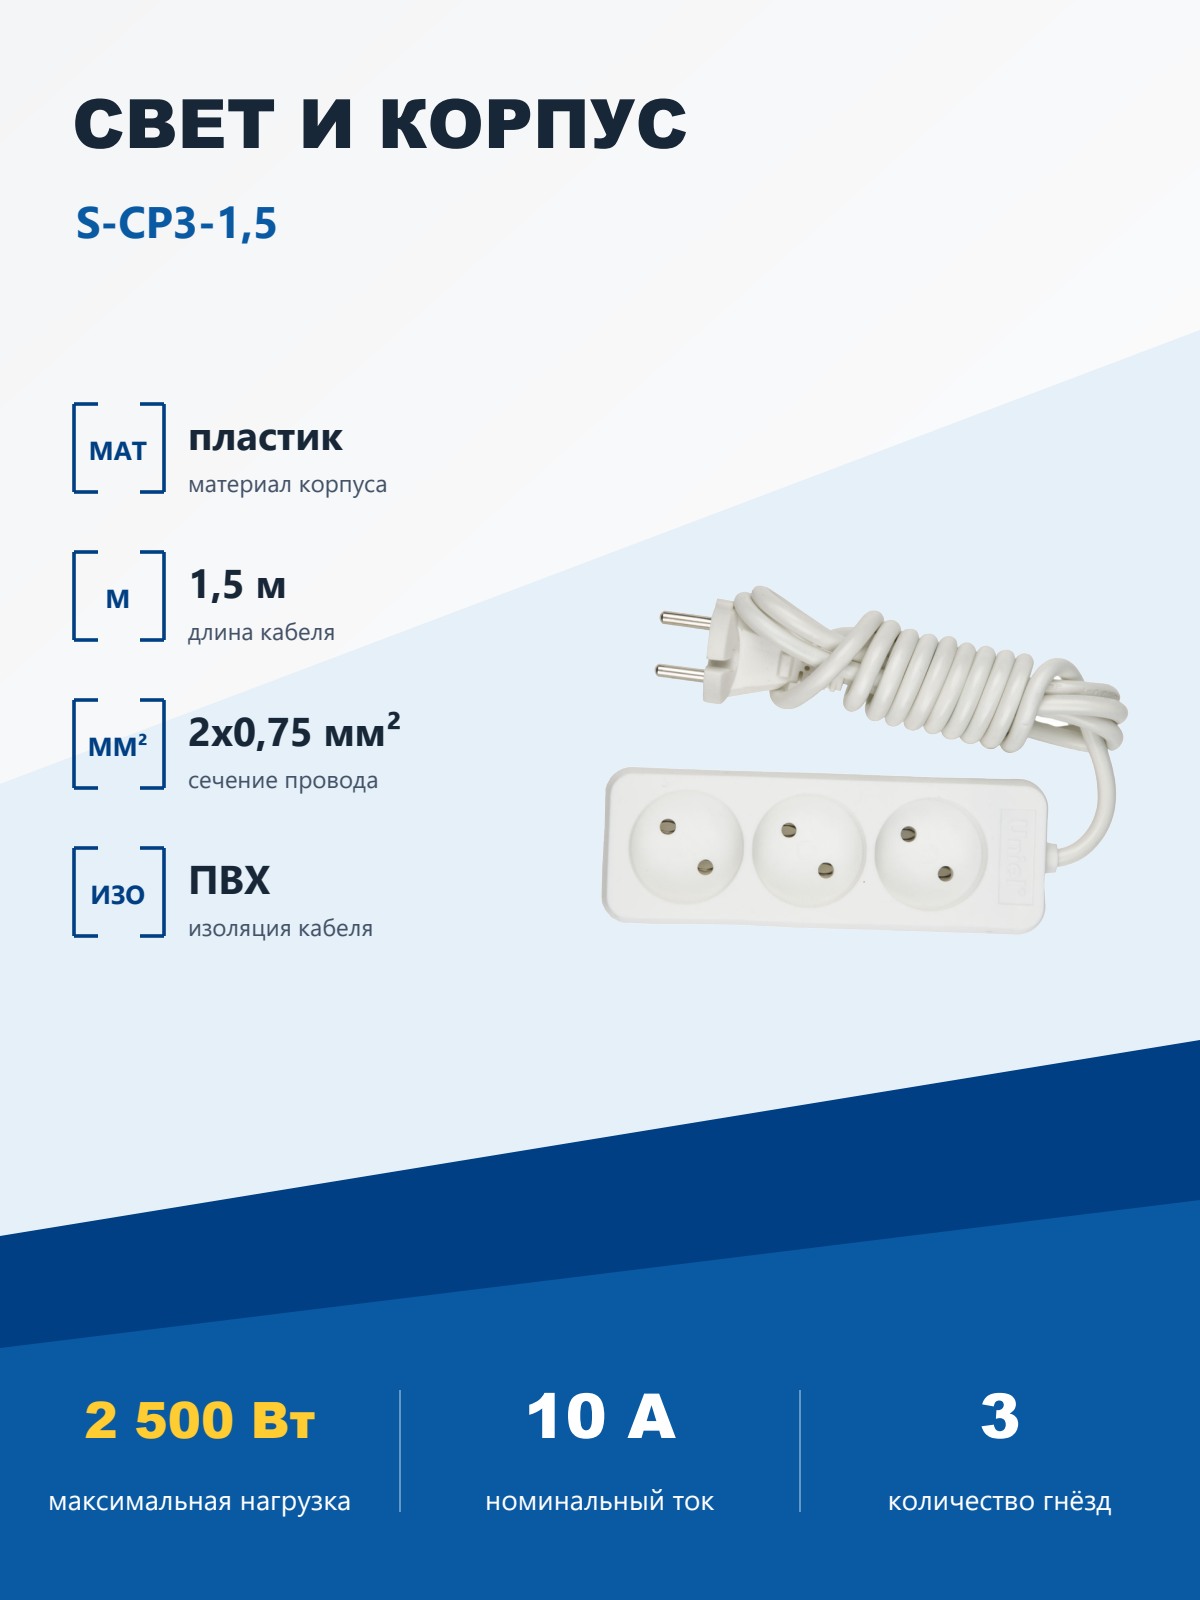 СВЕТ И КОРПУС
S-CP3-1,5
МАТ
пластик
материал корпуса
М
1,5 м
длина кабеля
ММ²
2х0,75 мм²
сечение провода
ИЗО
ПВХ
изоляция кабеля
2 500 Вт
максимальная нагрузка
10 А
номинальный ток
3
количество гнёзд